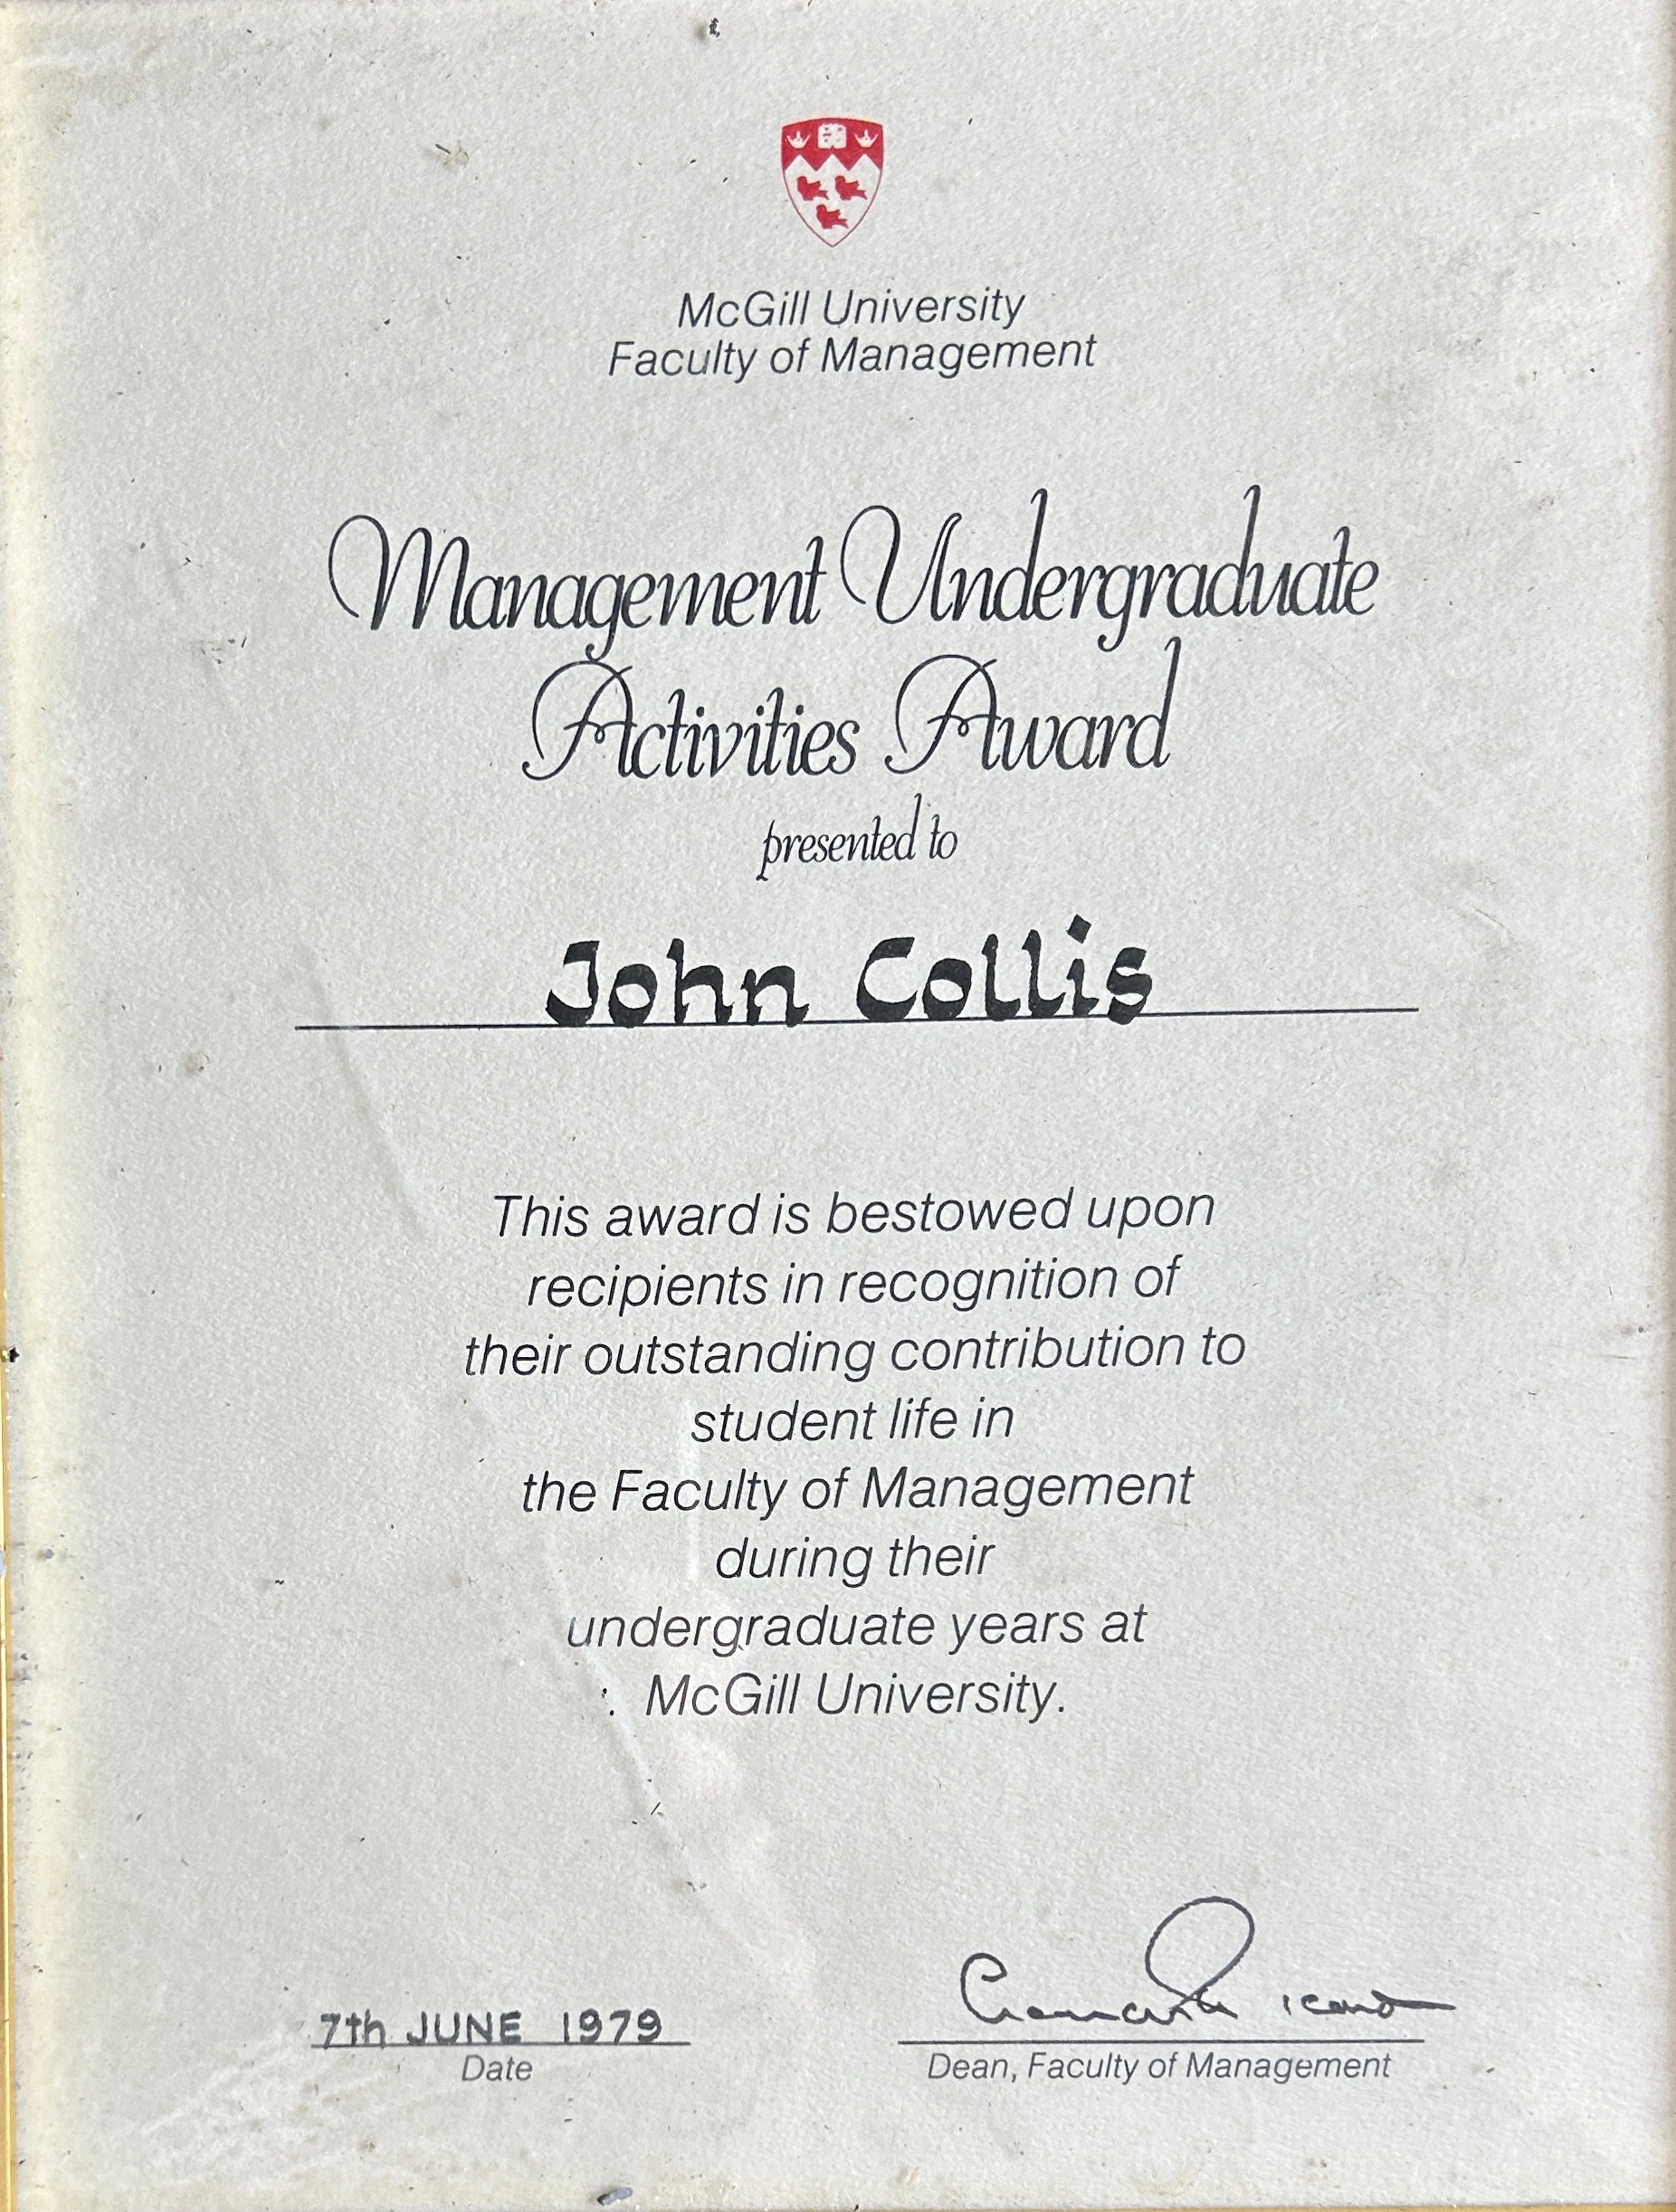 McGill University
Faculty of Management
Management Undergraduate
Activities Award
presented to
John Collis
This award is bestowed upon
recipients in recognition of
their outstanding contribution to
student life in
the Faculty of Management
during their
undergraduate years at
McGill University.
7th JUNE 1979
Date
Dean, Faculty of Management